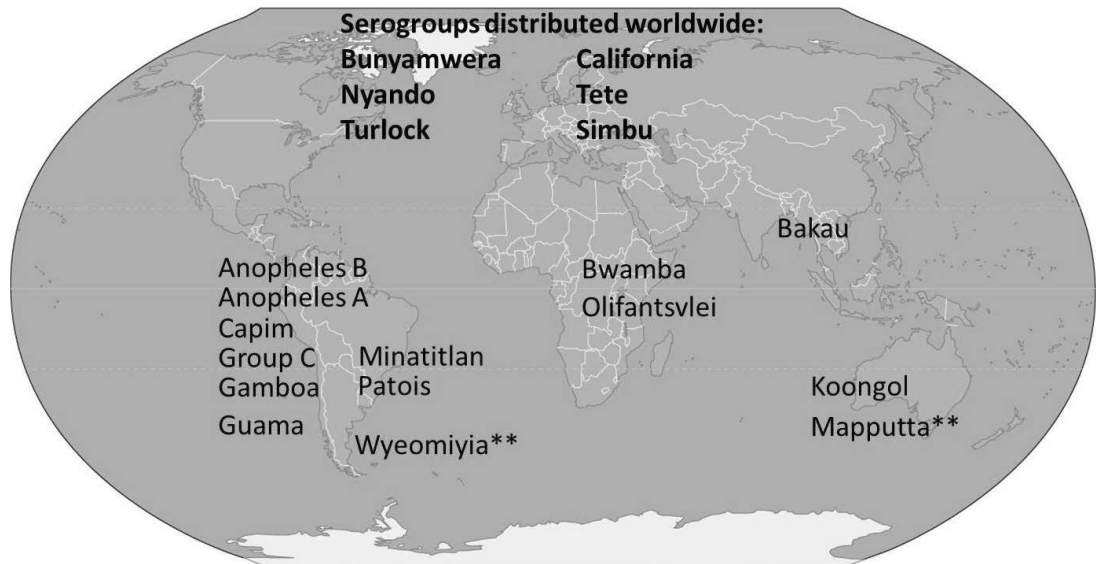 Serogroups distributed worldwide:
Bunyamwera California
Nyando Tete
Turlock Simbu
Bakau
Anopheles B
Anopheles A
Capim
Group C
Gamboa
Guama
Minatitlan
Patois
Wyeomiyia**
Bwamba
Olifantsvlei
Koongol
Mapputta**